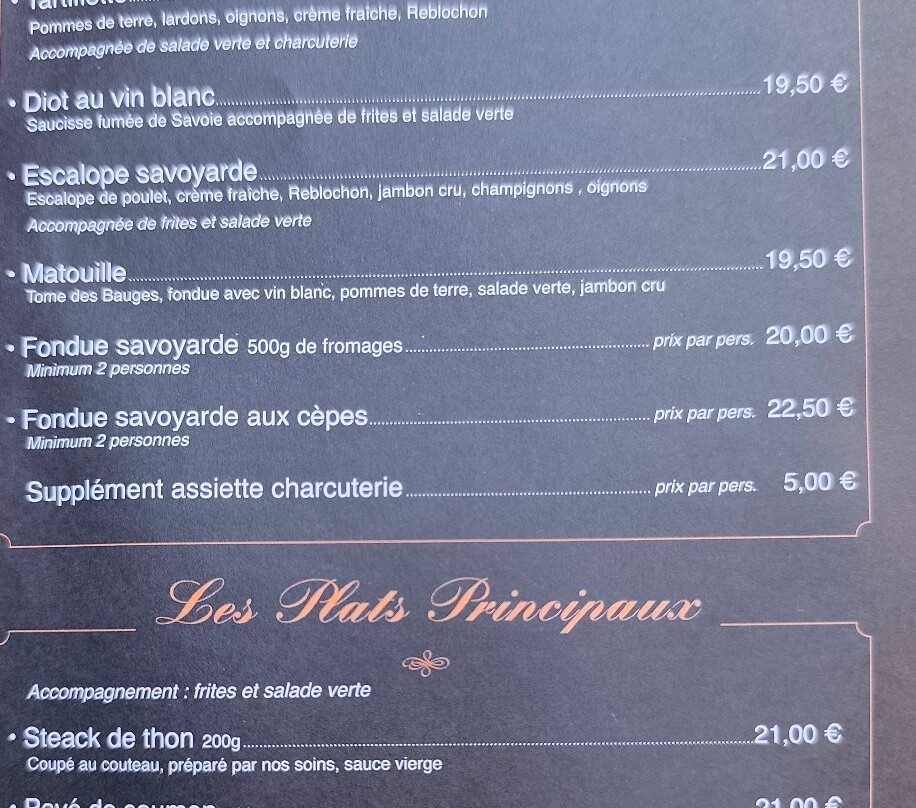 Pommes de terre, lardons, oignons, crème fraîche, Reblochon
Accompagnée de salade verte et charcuterie
• Diot au vin blanc 19,50 €
Saucisse fumée de Savoie accompagnée de frites et salade verte
• Escalope savoyarde 21,00 €
Escalope de poulet, crème fraîche, Reblochon, jambon cru, champignons , oignons
Accompagnée de frites et salade verte
• Matouille 19,50 €
Tome des Bauges, fondue avec vin blanc, pommes de terre, salade verte, jambon cru
• Fondue savoyarde 500g de fromages prix par pers. 20,00 €
Minimum 2 personnes
• Fondue savoyarde aux cèpes prix par pers. 22,50 €
Minimum 2 personnes
Supplément assiette charcuterie prix par pers. 5,00 €
Les Plats Principaux
Accompagnement : frites et salade verte
• Steack de thon 200g 21,00 €
Coupé au couteau, préparé par nos soins, sauce vierge
• Pavé de saumon 21,00 €